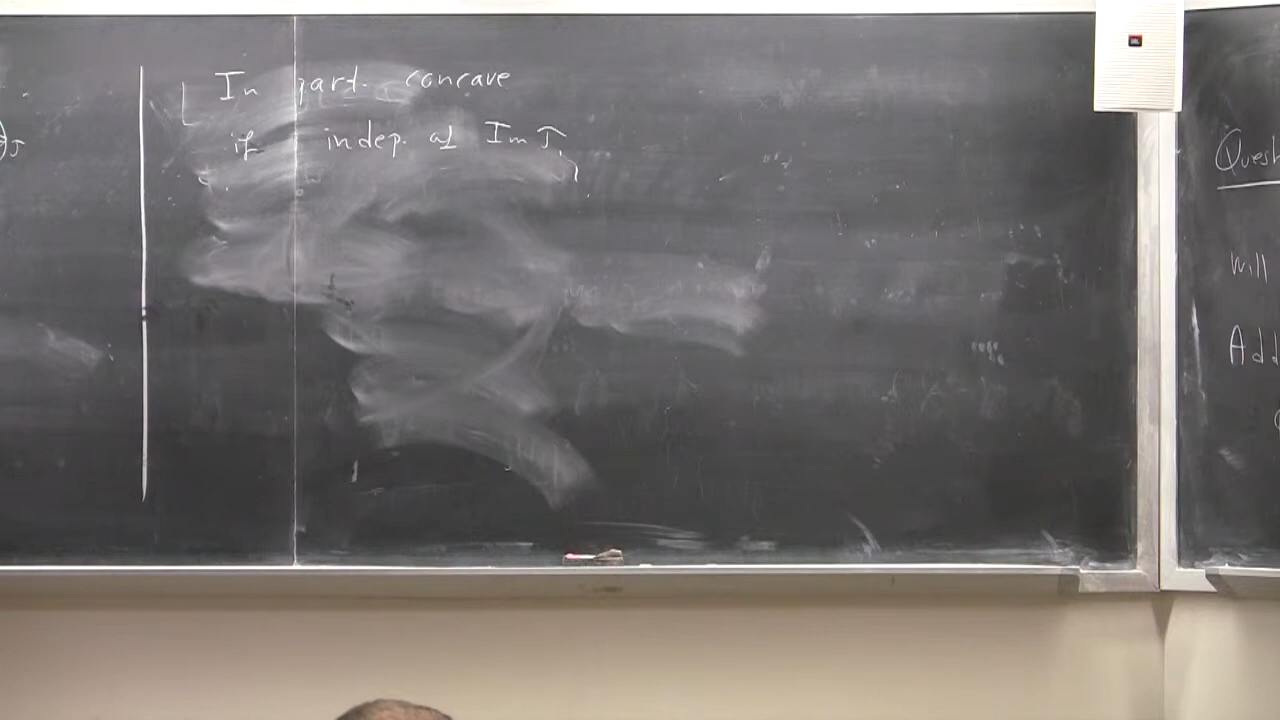 In part. concave
if indep. of Im τ,
Quest
Will
Add